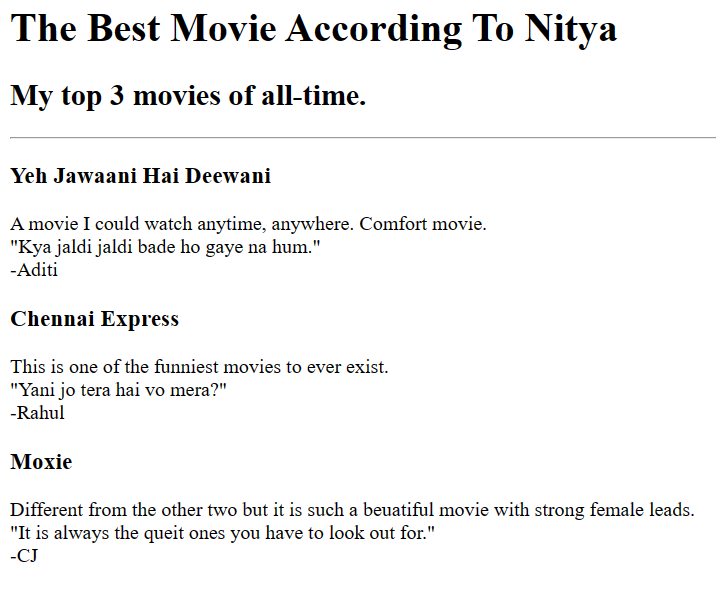 The Best Movie According To Nitya
My top 3 movies of all-time.
Yeh Jawaani Hai Deewani
A movie I could watch anytime, anywhere. Comfort movie.
"Kya jaldi jaldi bade ho gaye na hum."
-Aditi
Chennai Express
This is one of the funniest movies to ever exist.
"Yani jo tera hai vo mera?"
-Rahul
Moxie
Different from the other two but it is such a beuatiful movie with strong female leads.
"It is always the queit ones you have to look out for."
-CJ